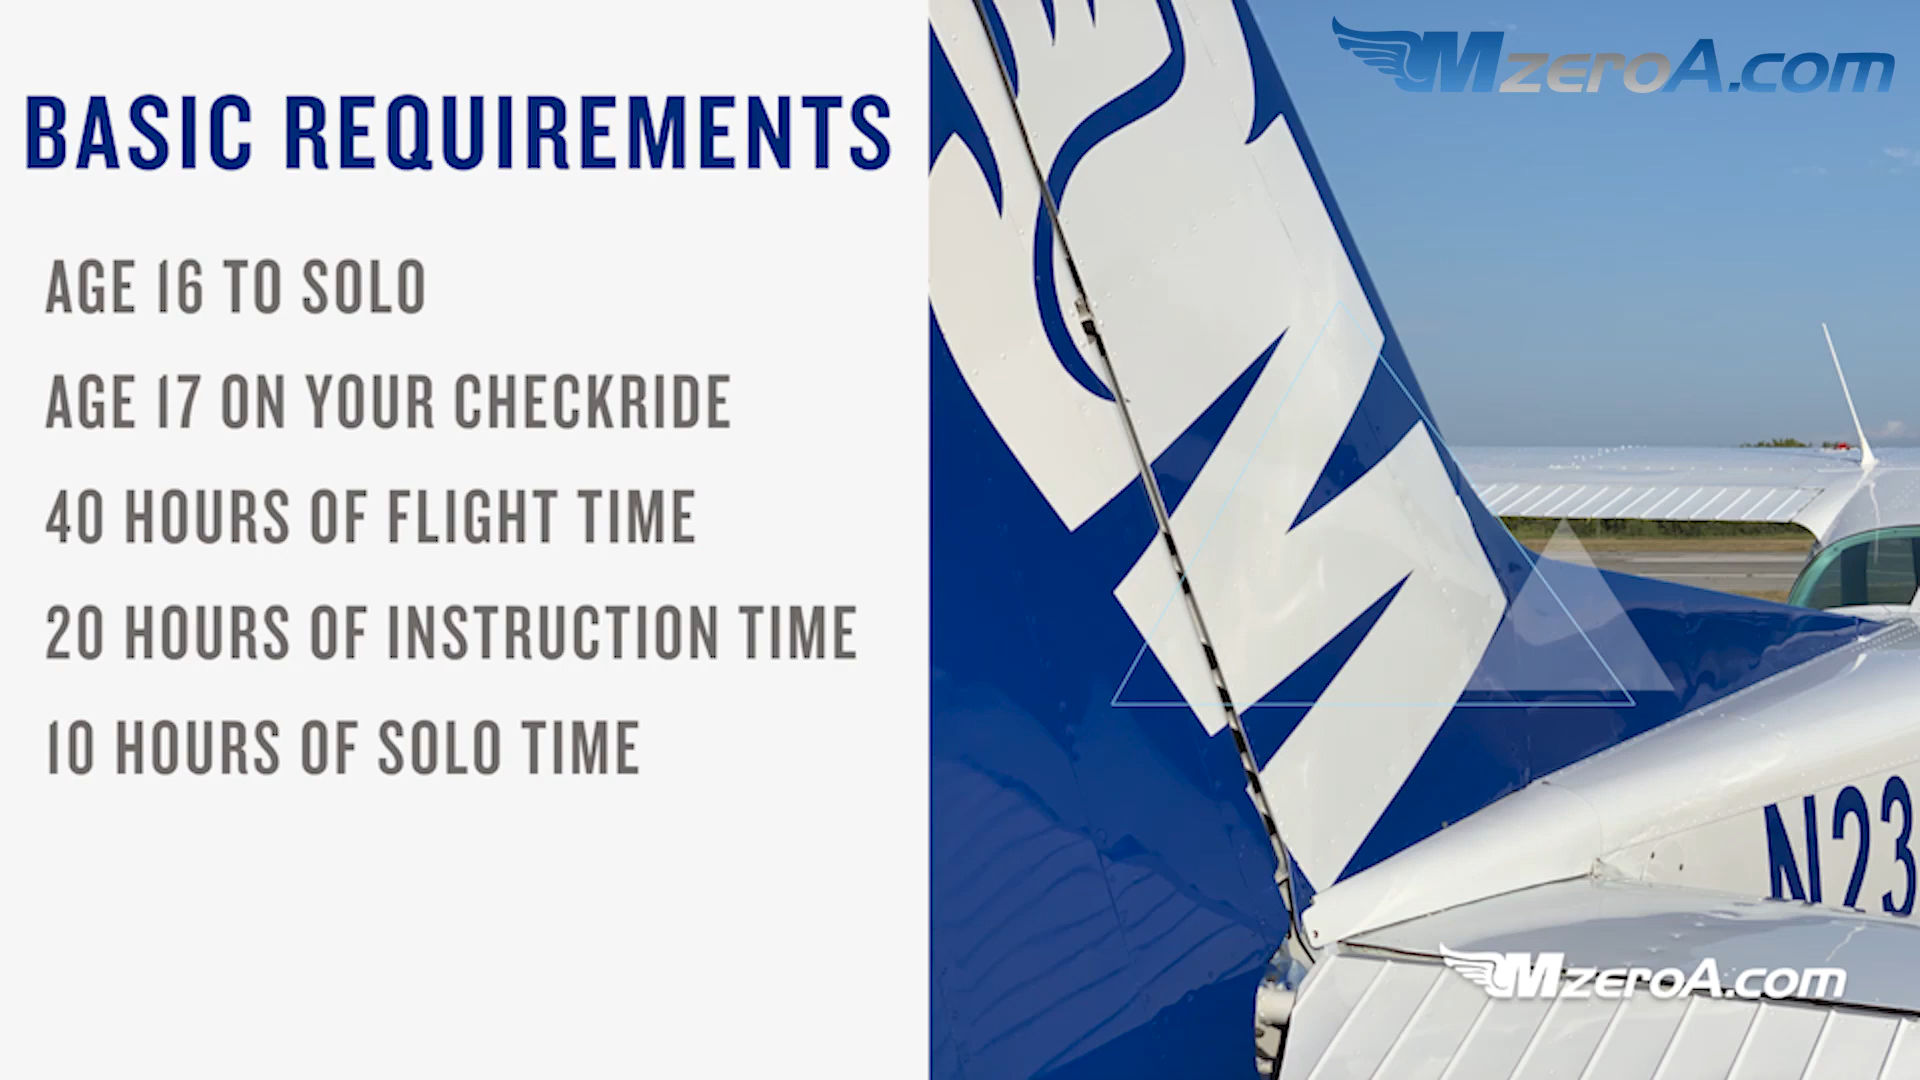 BASIC REQUIREMENTS
AGE 16 TO SOLO
AGE 17 ON YOUR CHECKRIDE
40 HOURS OF FLIGHT TIME
20 HOURS OF INSTRUCTION TIME
10 HOURS OF SOLO TIME
MzeroA.com
N23
MzeroA.com